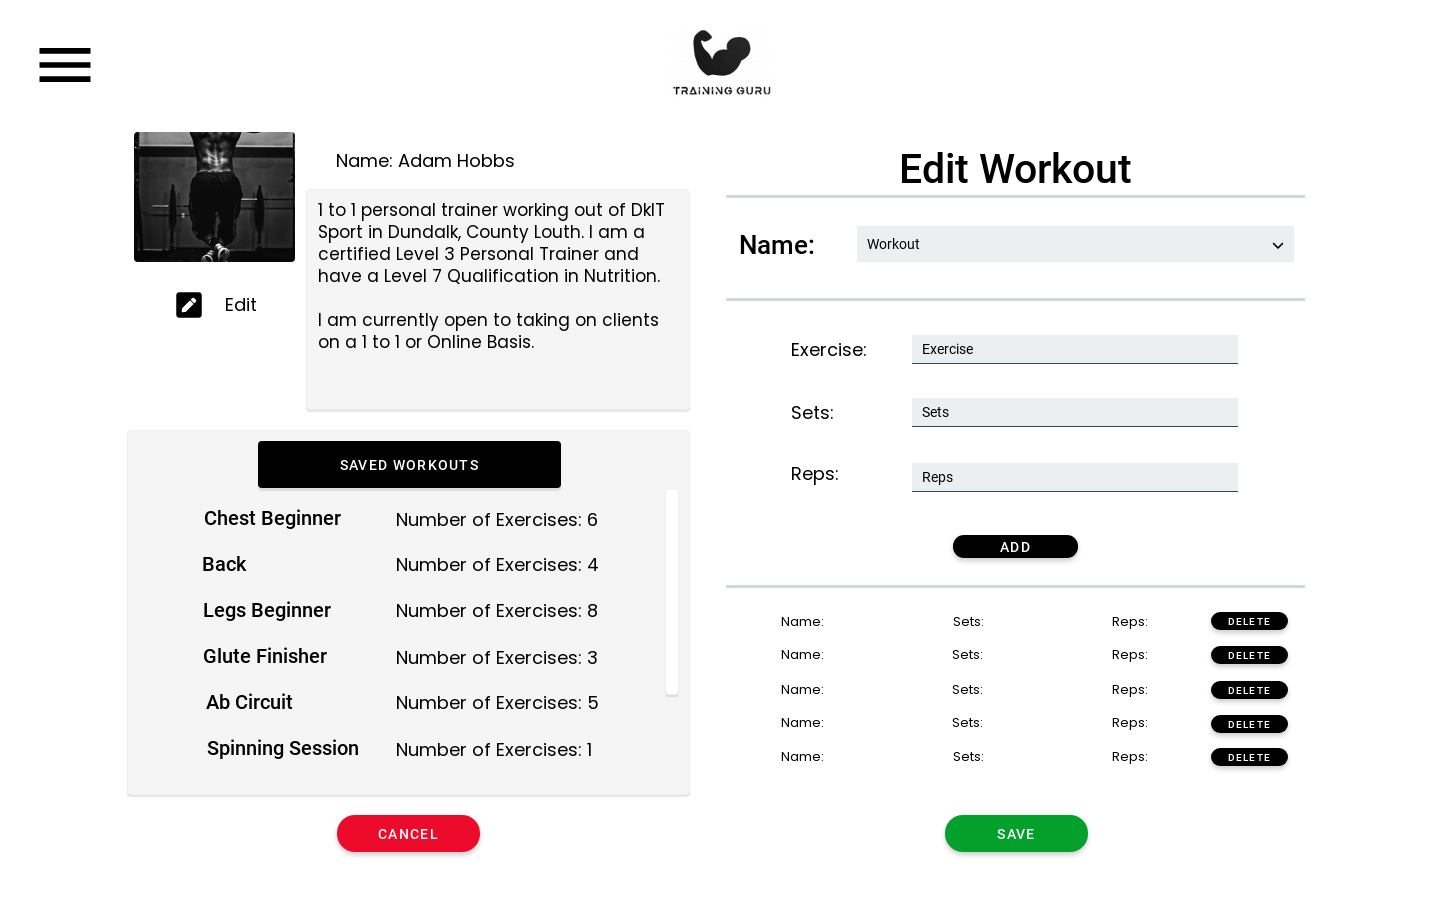 TRAINING GURU
Name: Adam Hobbs
1 to 1 personal trainer working out of DkIT
Sport in Dundalk, County Louth. I am a
certified Level 3 Personal Trainer and
have a Level 7 Qualification in Nutrition.
I am currently open to taking on clients
on a 1 to 1 or Online Basis.
Edit
SAVED WORKOUTS
Chest Beginner Number of Exercises: 6
Back Number of Exercises: 4
Legs Beginner Number of Exercises: 8
Glute Finisher Number of Exercises: 3
Ab Circuit Number of Exercises: 5
Spinning Session Number of Exercises: 1
CANCEL
Edit Workout
Name: Workout
Exercise: Exercise
Sets: Sets
Reps: Reps
ADD
Name: Sets: Reps: DELETE
Name: Sets: Reps: DELETE
Name: Sets: Reps: DELETE
Name: Sets: Reps: DELETE
Name: Sets: Reps: DELETE
SAVE